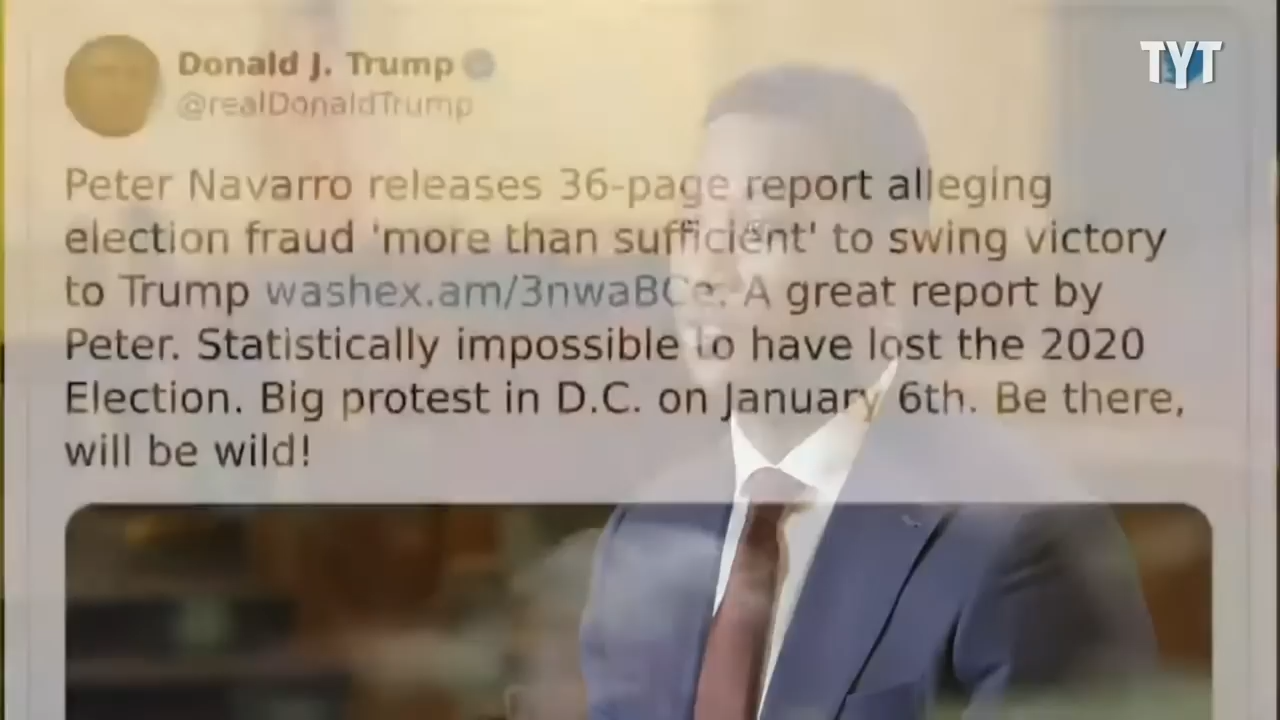 Donald J. Trump
TYT
@realDonaldTrump
Peter Navarro releases 36-page report alleging
election fraud 'more than sufficient' to swing victory
to Trump washex.am/3nwaBCe. A great report by
Peter. Statistically impossible to have lost the 2020
Election. Big protest in D.C. on January 6th. Be there,
will be wild!